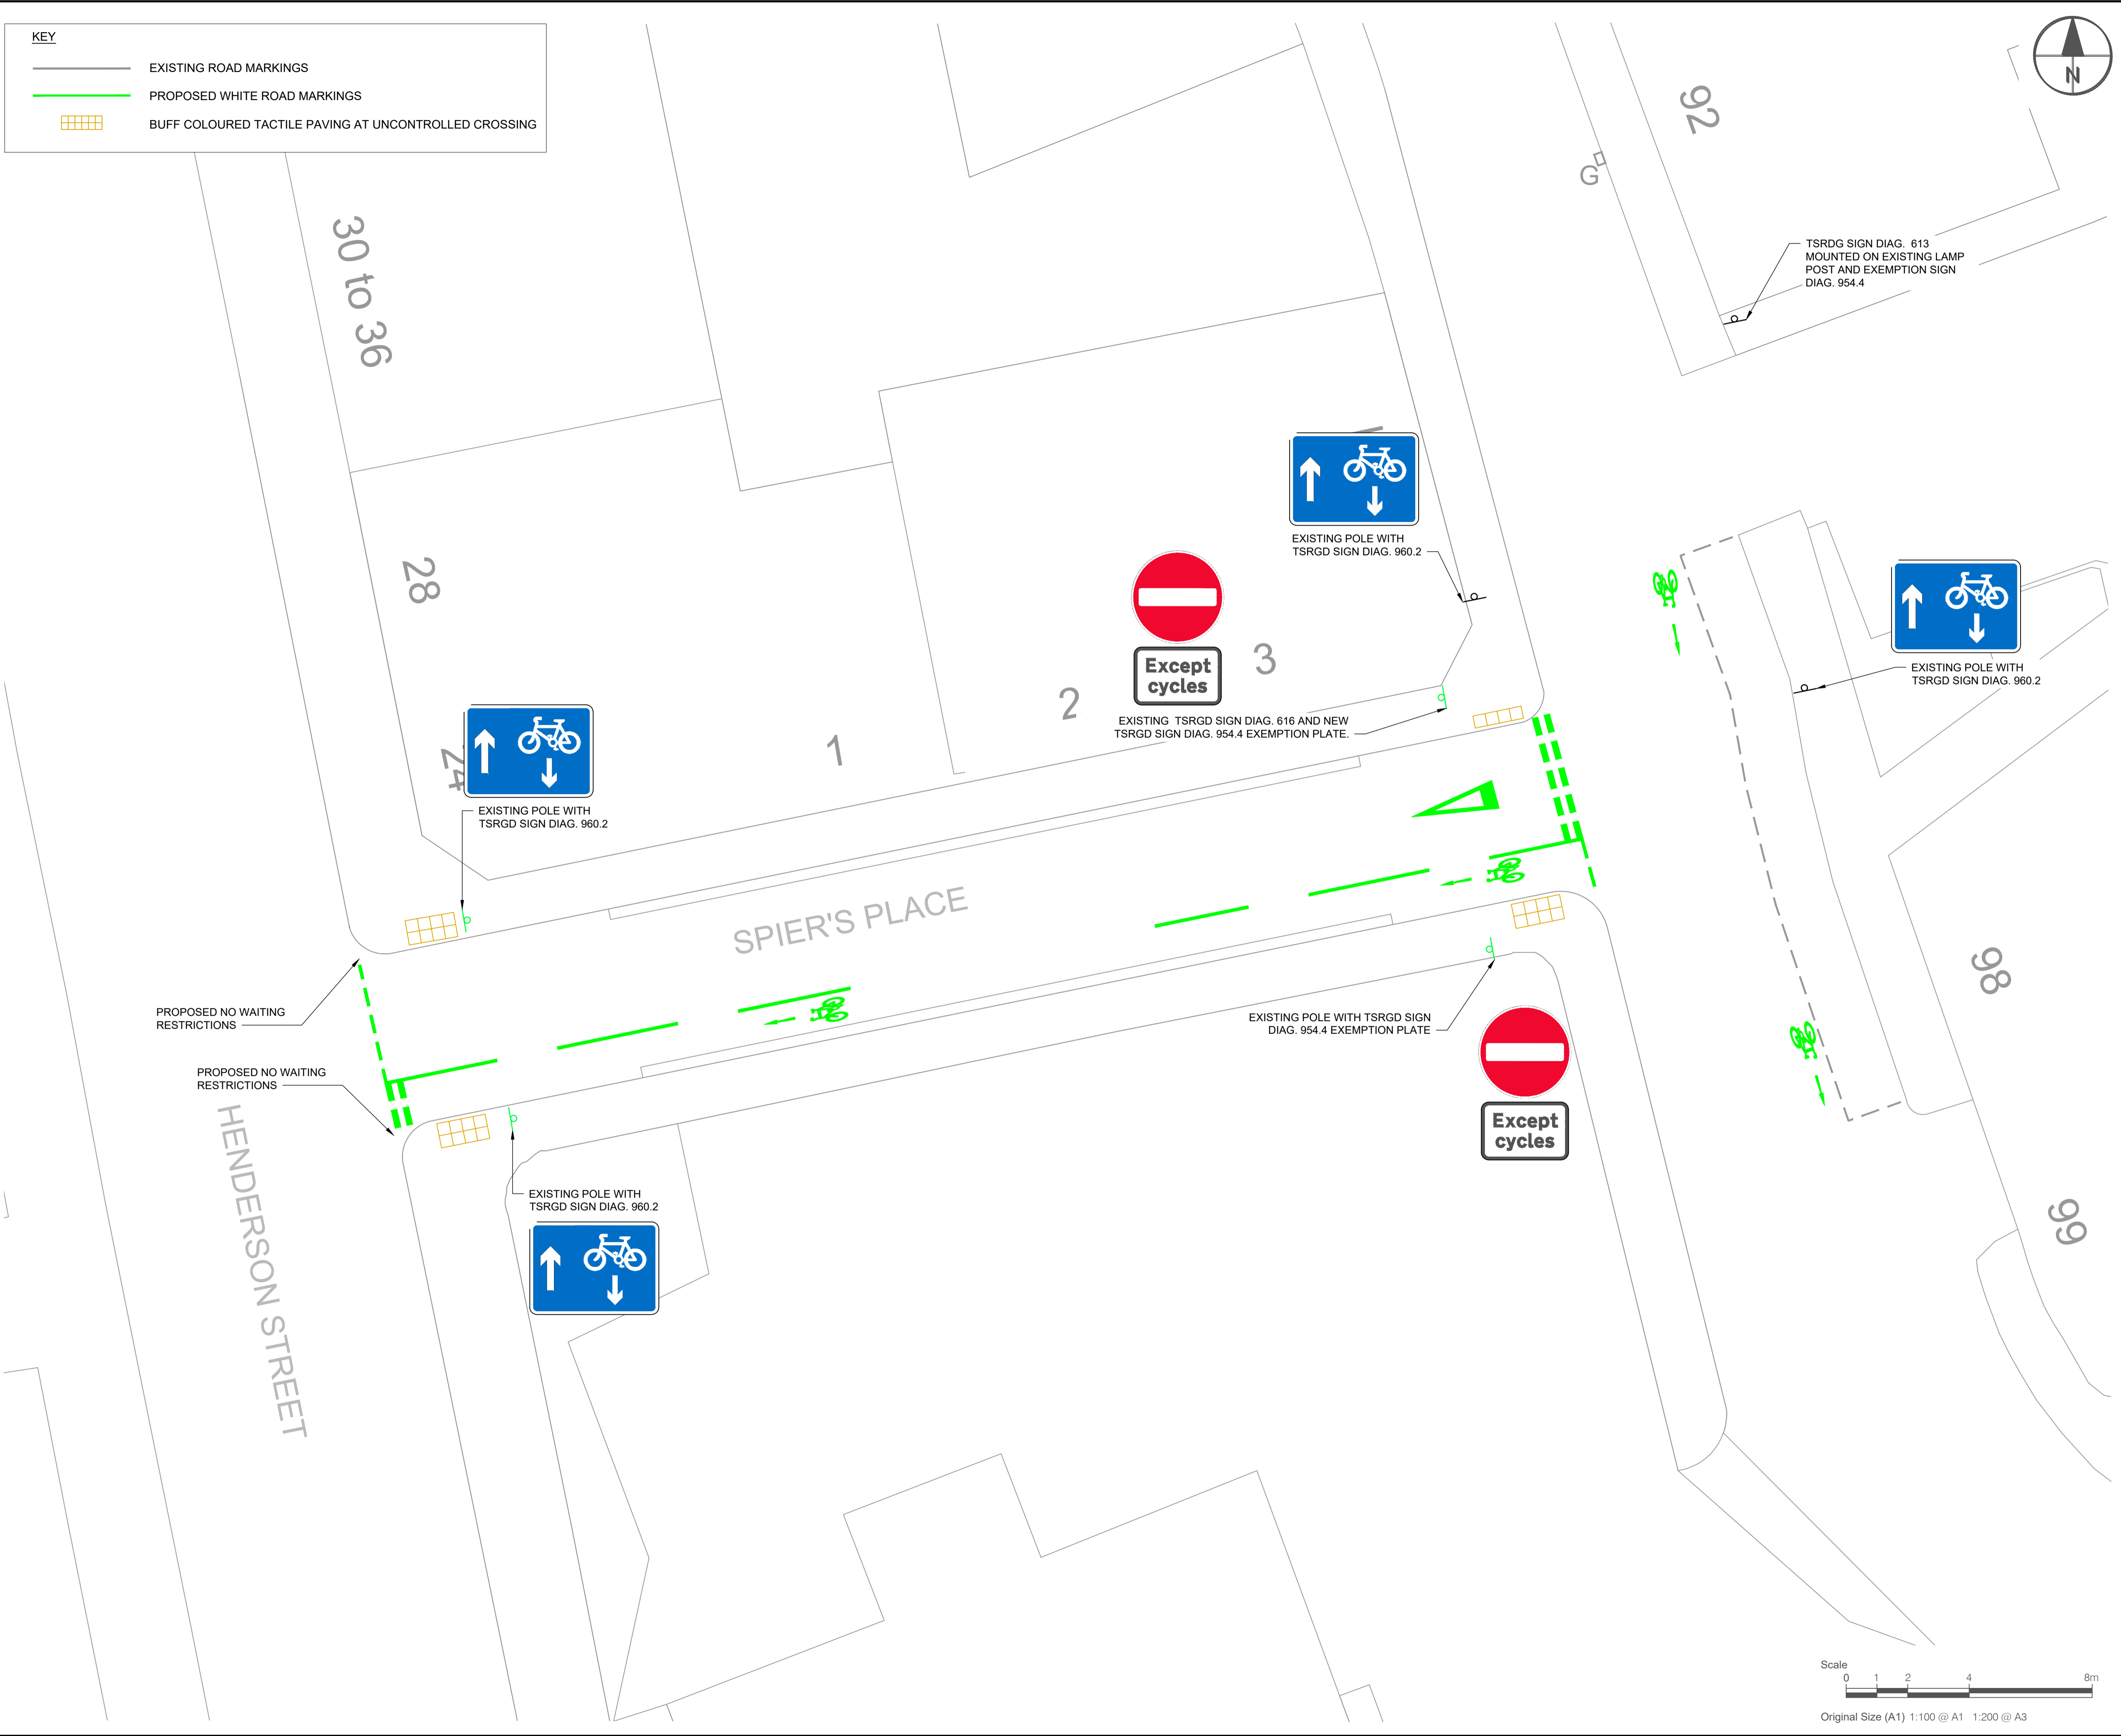 KEY
EXISTING ROAD MARKINGS
PROPOSED WHITE ROAD MARKINGS
BUFF COLOURED TACTILE PAVING AT UNCONTROLLED CROSSING
N
92
G
30 to 36
TSRDG SIGN DIAG. 613
MOUNTED ON EXISTING LAMP
POST AND EXEMPTION SIGN
DIAG. 954.4
EXISTING POLE WITH
TSRGD SIGN DIAG. 960.2
28
Except
cycles
3
2
1
EXISTING TSRGD SIGN DIAG. 616 AND NEW
TSRGD SIGN DIAG. 954.4 EXEMPTION PLATE.
EXISTING POLE WITH
TSRGD SIGN DIAG. 960.2
24
EXISTING POLE WITH
TSRGD SIGN DIAG. 960.2
SPIER'S PLACE
98
PROPOSED NO WAITING
RESTRICTIONS
EXISTING POLE WITH TSRGD SIGN
DIAG. 954.4 EXEMPTION PLATE
PROPOSED NO WAITING
RESTRICTIONS
Except
cycles
HENDERSON STREET
EXISTING POLE WITH
TSRGD SIGN DIAG. 960.2
99
Scale
0 1 2 4 8m
Original Size (A1) 1:100 @ A1 1:200 @ A3